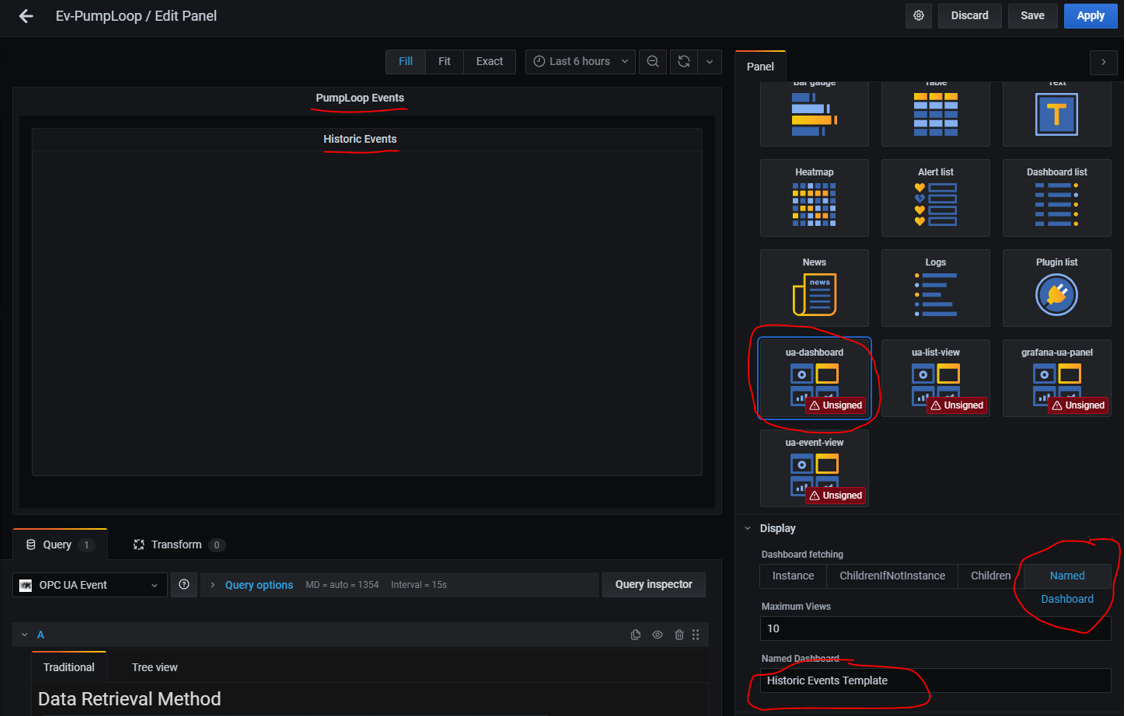 Ev-PumpLoop / Edit Panel
Discard
Save
Apply
Fill
Fit
Exact
Last 6 hours
Panel
PumpLoop Events
Historic Events
Bar gauge
Table
Text
T
Heatmap
Alert list
Dashboard list
News
news
Logs
Plugin list
ua-dashboard
Unsigned
ua-list-view
Unsigned
grafana-ua-panel
Unsigned
ua-event-view
Unsigned
Query 1
Transform 0
OPC UA Event
Query options
MD = auto = 1354
Interval = 15s
Query inspector
A
Traditional
Tree view
Data Retrieval Method
Display
Dashboard fetching
Instance
ChildrenIfNotInstance
Children
Named
Dashboard
Maximum Views
10
Named Dashboard
Historic Events Template